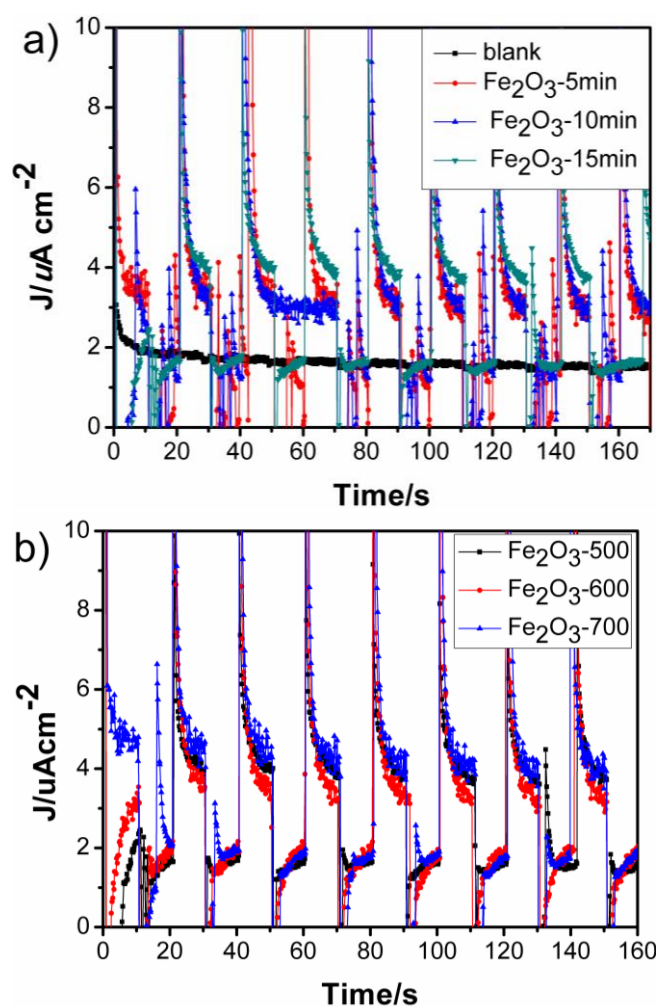 a)
10
8
6
4
2
0
J/uA cm-2
blank
Fe2O3-5min
Fe2O3-10min
Fe2O3-15min
0 20 40 60 80 100 120 140 160
Time/s
b)
10
8
6
4
2
0
J/uAcm-2
Fe2O3-500
Fe2O3-600
Fe2O3-700
0 20 40 60 80 100 120 140 160
Time/s